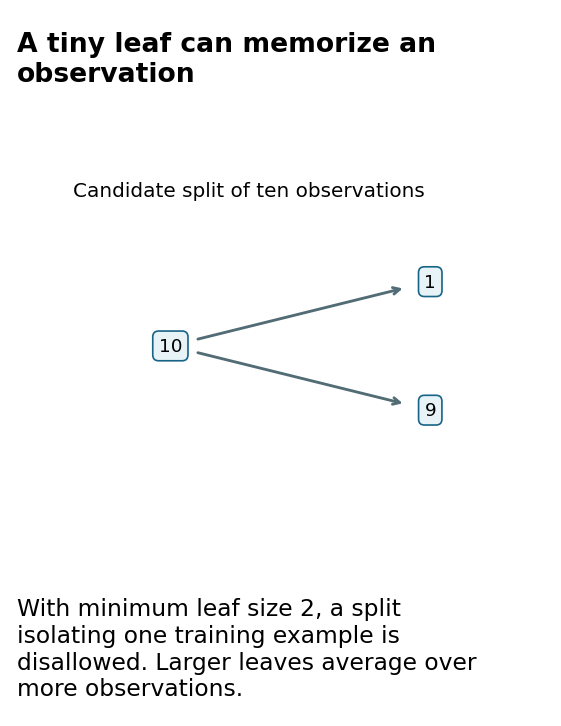 A tiny leaf can memorize an
observation
Candidate split of ten observations
1
10
9
With minimum leaf size 2, a split
isolating one training example is
disallowed. Larger leaves average over
more observations.